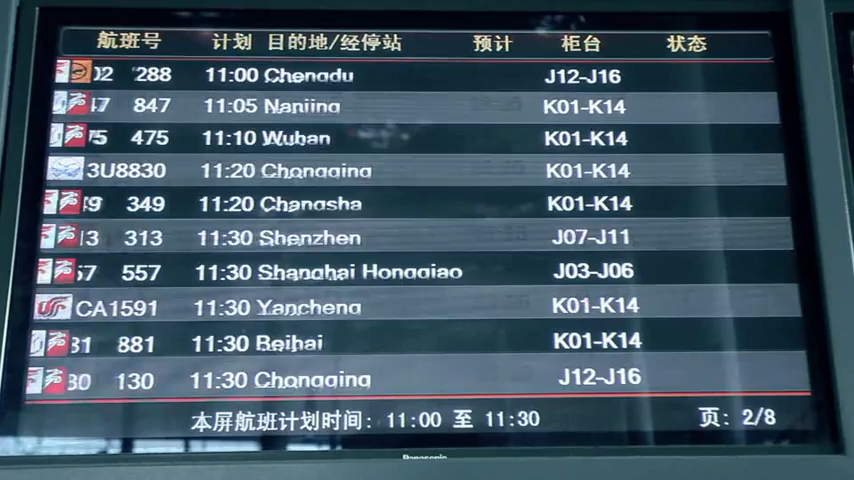 航班号 计划 目的地/经停站 预计 柜台 状态
288 11:00 Chengdu J12-J16
847 11:05 Nanjing K01-K14
475 11:10 Wuhan K01-K14
3U8830 11:20 Chongqing K01-K14
349 11:20 Changsha K01-K14
313 11:30 Shenzhen J07-J11
557 11:30 Shanghai Hongqiao J03-J06
CA1591 11:30 Yancheng K01-K14
881 11:30 Beihai K01-K14
130 11:30 Chongqing J12-J16
本屏航班计划时间: 11:00 至 11:30 页: 2/8
Panasonic